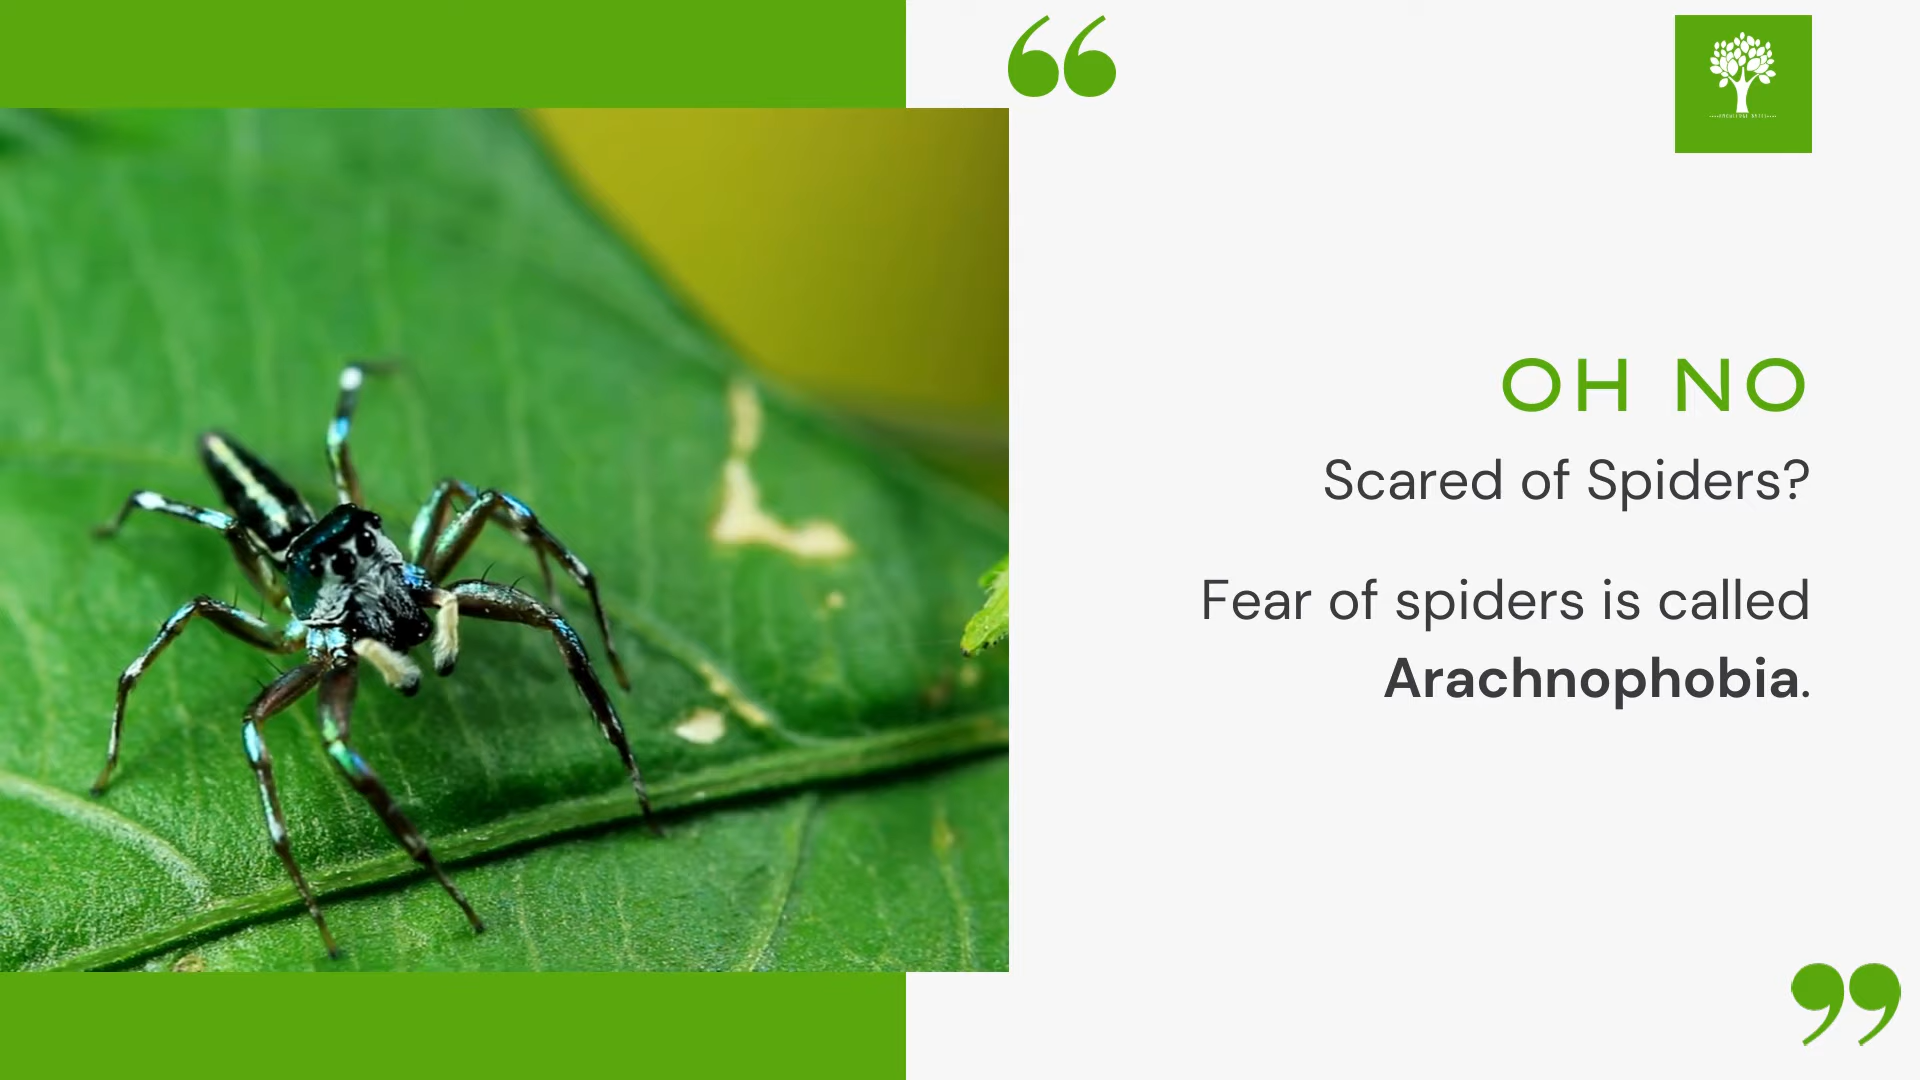 OH NO
Scared of Spiders?
Fear of spiders is called
Arachnophobia.